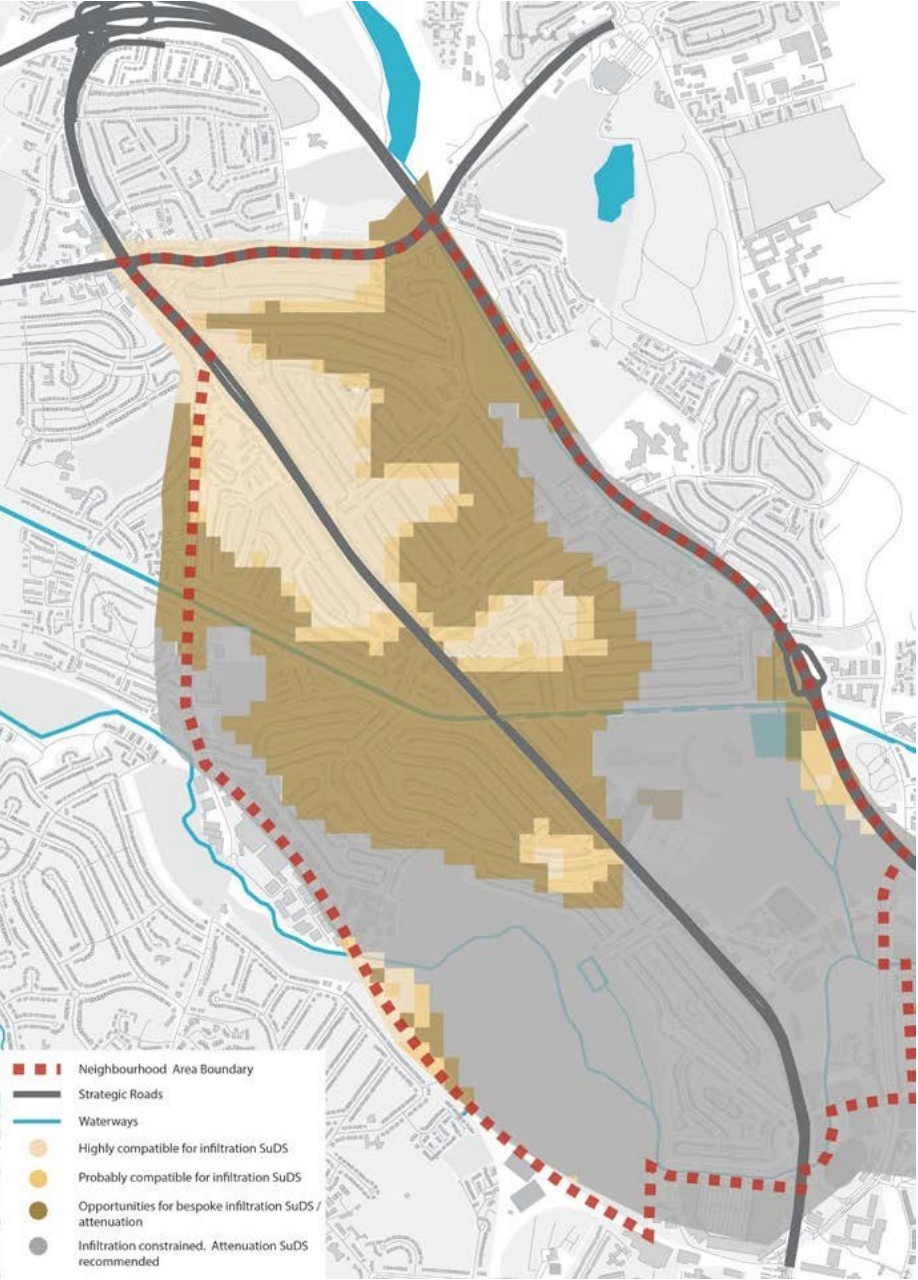 Neighbourhood Area Boundary
Strategic Roads
Waterways
Highly compatible for infiltration SuDS
Probably compatible for infiltration SuDS
Opportunities for bespoke infiltration SuDS /
attenuation
Infiltration constrained. Attenuation SuDS
recommended